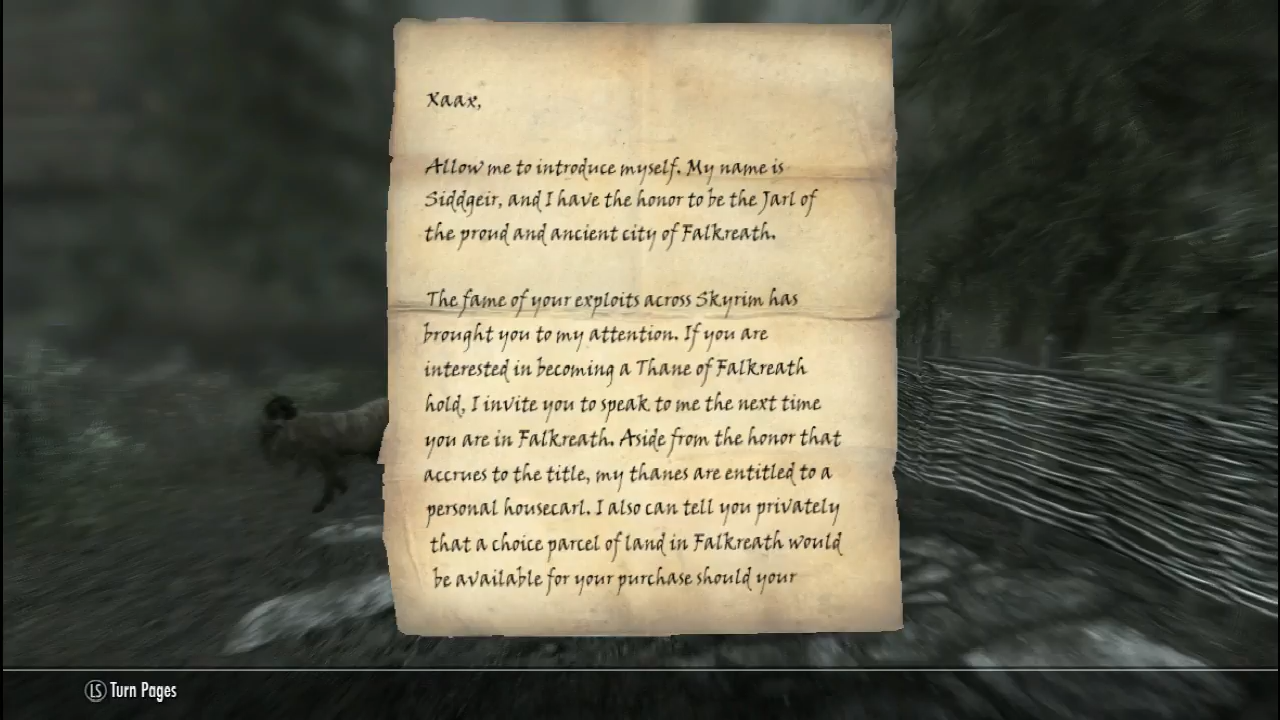 Xaax,
Allow me to introduce myself. My name is
Siddgeir, and I have the honor to be the Jarl of
the proud and ancient city of Falkreath.
The fame of your exploits across Skyrim has
brought you to my attention. If you are
interested in becoming a Thane of Falkreath
hold, I invite you to speak to me the next time
you are in Falkreath. Aside from the honor that
accrues to the title, my thanes are entitled to a
personal housecarl. I also can tell you privately
that a choice parcel of land in Falkreath would
be available for your purchase should your
LS Turn Pages